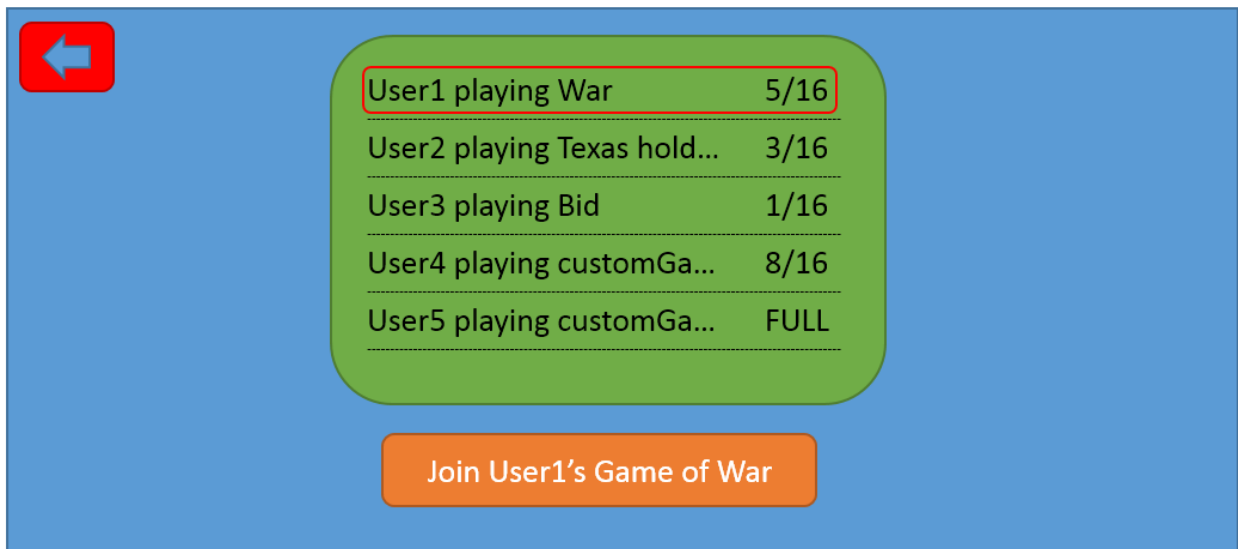 User1 playing War 5/16
User2 playing Texas hold... 3/16
User3 playing Bid 1/16
User4 playing customGa... 8/16
User5 playing customGa... FULL
Join User1’s Game of War